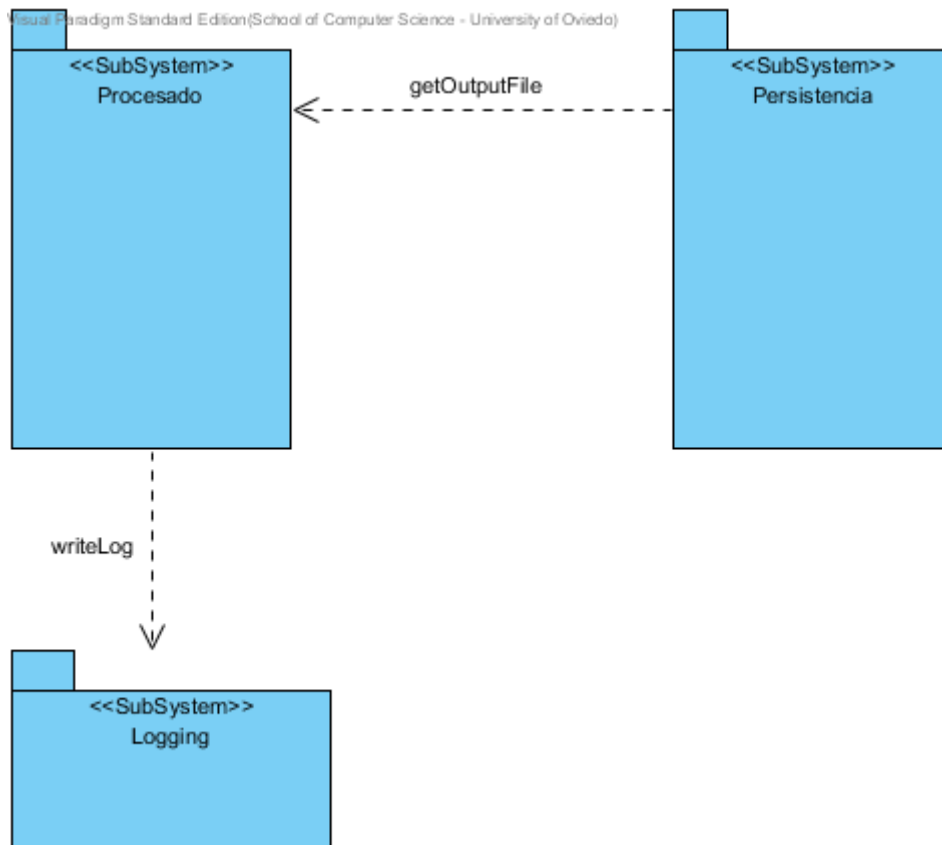 Visual Paradigm Standard Edition(School of Computer Science - University of Oviedo)
<<SubSystem>>
Procesado
getOutputFile
<<SubSystem>>
Persistencia
writeLog
<<SubSystem>>
Logging